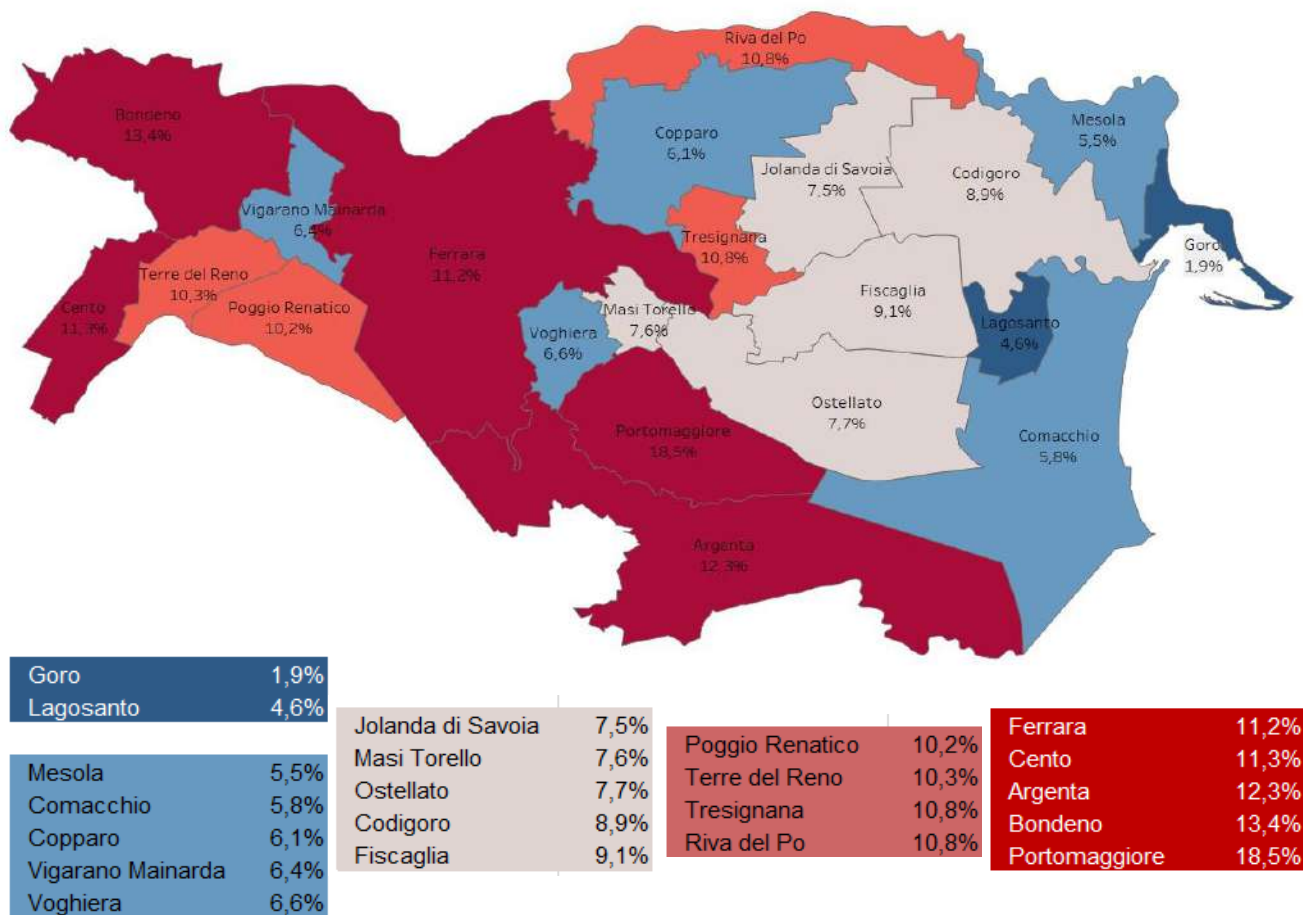 Riva del Po
10,8%
Bondeno
13,4%
Mesola
5,5%
Copparo
6,1%
Jolanda di Savoia
7,5%
Codigoro
8,9%
Vigarano Mainarda
6,4%
Tresignana
10,8%
Ferrara
11,2%
Goro
1,9%
Terre del Reno
10,3%
Cento
11,3%
Poggio Renatico
10,2%
Fiscaglia
9,1%
Masi Torello
7,6%
Lagosanto
4,6%
Voghiera
6,6%
Ostellato
7,7%
Portomaggiore
18,5%
Comacchio
5,8%
Argenta
12,3%
Goro 1,9%
Lagosanto 4,6%
Mesola 5,5%
Comacchio 5,8%
Copparo 6,1%
Vigarano Mainarda 6,4%
Voghiera 6,6%
Jolanda di Savoia 7,5%
Masi Torello 7,6%
Ostellato 7,7%
Codigoro 8,9%
Fiscaglia 9,1%
Poggio Renatico 10,2%
Terre del Reno 10,3%
Tresignana 10,8%
Riva del Po 10,8%
Ferrara 11,2%
Cento 11,3%
Argenta 12,3%
Bondeno 13,4%
Portomaggiore 18,5%